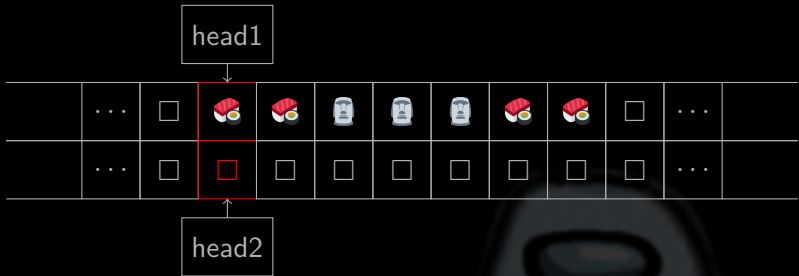 head1
··· □ 🍣 🍣 🗿 🗿 🗿 🍣 🍣 □ ···
··· □ □ □ □ □ □ □ □ □ ···
head2